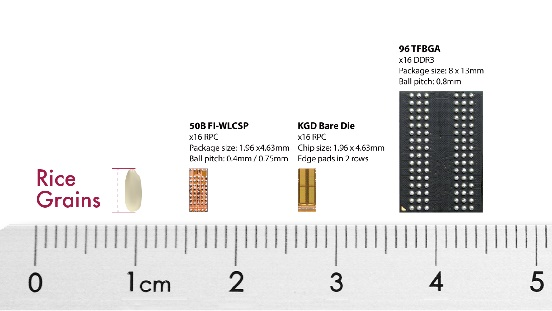 96 TFBGA
x16 DDR3
Package size: 8 x 13mm
Ball pitch: 0.8mm
50B FI-WLCSP
x16 RPC
Package size: 1.96 x4.63mm
Ball pitch: 0.4mm / 0.75mm
KGD Bare Die
x16 RPC
Chip size: 1.96 x 4.63mm
Edge pads in 2 rows
Rice
Grains
0 1cm 2 3 4 5